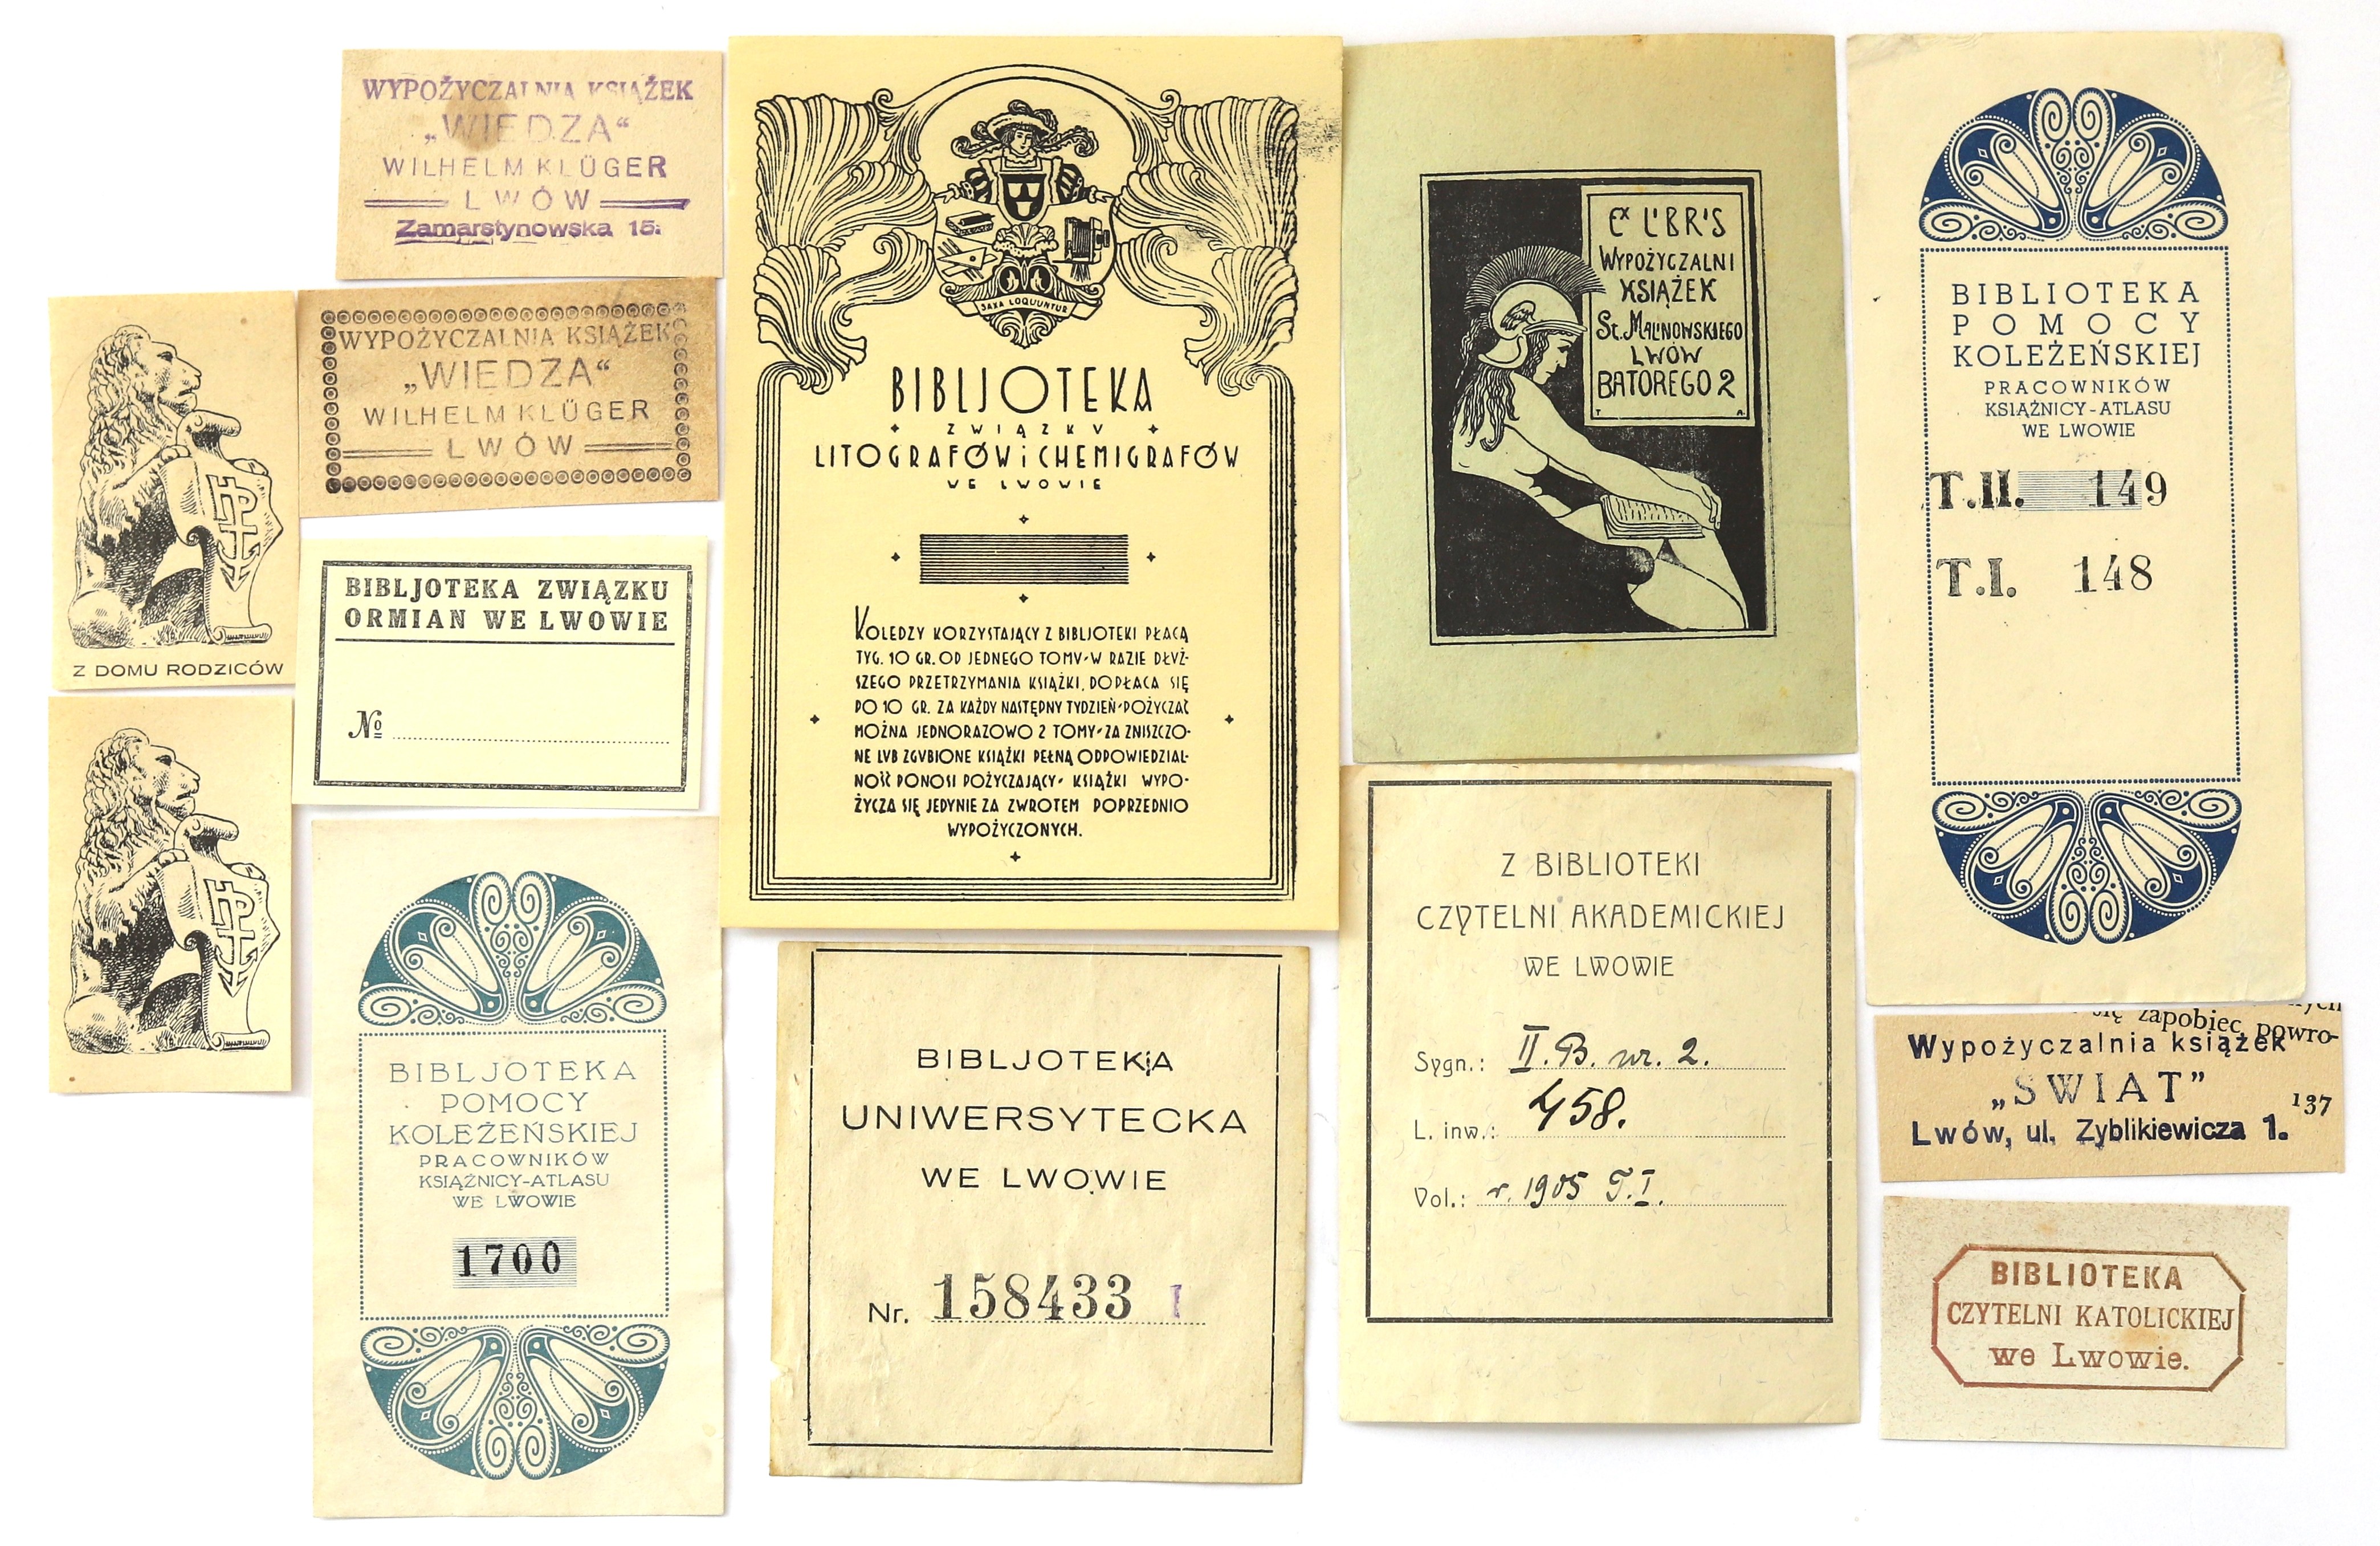 WYPOŻYCZALNIA KSIĄŻEK
„WIEDZA“
WILHELM KLÜGER
LWÓW
Zamarstynowska 15.
WYPOŻYCZALNIA KSIĄŻEK
„WIEDZA“
WILHELM KLÜGER
LWÓW
Z DOMU RODZICÓW
BIBLJOTEKA ZWIĄZKU
ORMIAN WE LWOWIE
№
BIBLJOTEKA
POMOCY
KOLEŻEŃSKIEJ
PRACOWNIKÓW
KSIĄŻNICY-ATLASU
WE LWOWIE
1700
SAXA LOQUUNTUR
BIBLJOTEKA
ZWIĄZKV
LITOGRAFÓW i CHEMIGRAFÓW
WE LWOWIE
KOLEDZY KORZYSTAJĄCY Z BIBLJOTEKI PŁACĄ
TYG. 10 GR. OD JEDNEGO TOMV·W RAZIE DŁVŻ-
SZEGO PRZETRZYMANIA KSIĄŻKI, DOPŁACA SIĘ
PO 10 GR. ZA KAŻDY NASTĘPNY TYDZIEŃ·POŻYCZAĆ
MOŻNA JEDNORAZOWO 2 TOMY·ZA ZNISZCZO-
NE LVB ZGVBIONE KSIĄŻKI PEŁNĄ ODPOWIEDZIAL-
NOŚĆ PONOSI POŻYCZAJĄCY· KSIĄŻKI WYPO-
ŻYCZA SIĘ JEDYNIE ZA ZWROTEM POPRZEDNIO
WYPOŻYCZONYCH.
BIBLJOTEKA
UNIWERSYTECKA
WE LWOWIE
Nr. 158433 I
EX LIBRIS
WYPOŻYCZALNI
KSIĄŻEK
ST. MALINOWSKIEGO
LWÓW
BATOREGO 2
T A.
Z BIBLIOTEKI
CZYTELNI AKADEMICKIEJ
WE LWOWIE
Sygn.: II. B. nr. 2.
L. inw.: 458.
Vol.: r. 1905 T. I.
BIBLIOTEKA
POMOCY
KOLEŻEŃSKIEJ
PRACOWNIKÓW
KSIĄŻNICY-ATLASU
WE LWOWIE
T.II. 149
T.I. 148
się zapobiec powro-
Wypożyczalnia książek
„SWIAT”
137
Lwów, ul. Zyblikiewicza 1.
BIBLIOTEKA
CZYTELNI KATOLICKIEJ
we Lwowie.